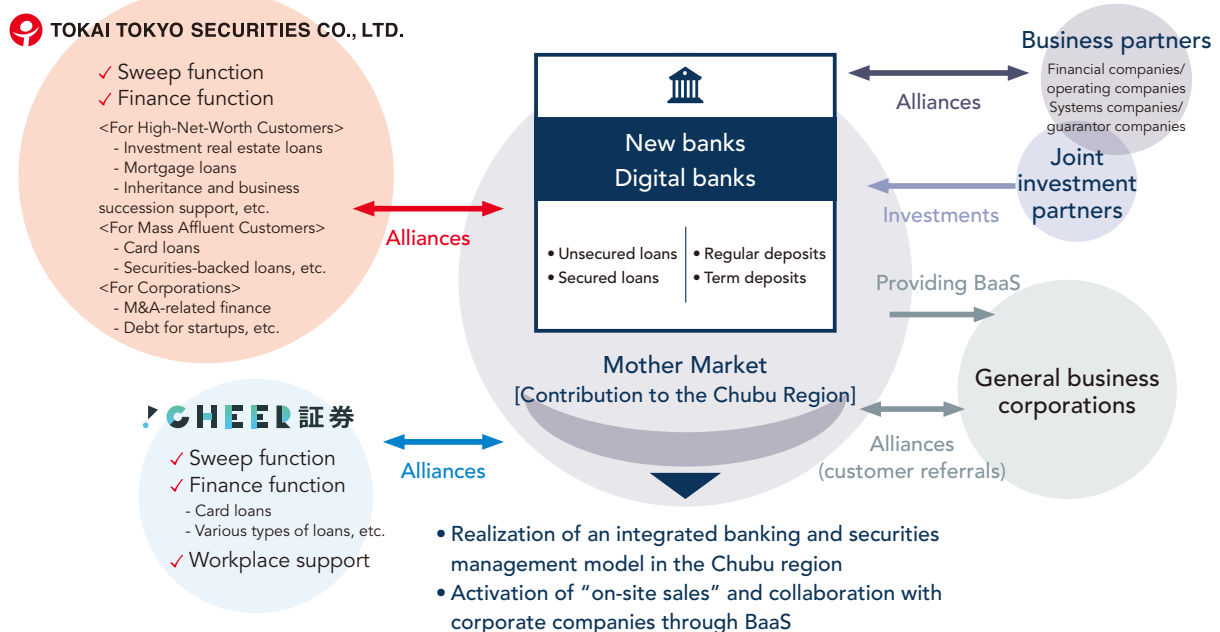 TOKAI TOKYO SECURITIES CO., LTD.
✓ Sweep function
✓ Finance function
<For High-Net-Worth Customers>
- Investment real estate loans
- Mortgage loans
- Inheritance and business
succession support, etc.
<For Mass Affluent Customers>
- Card loans
- Securities-backed loans, etc.
<For Corporations>
- M&A-related finance
- Debt for startups, etc.
Alliances
CHEER証券
✓ Sweep function
✓ Finance function
- Card loans
- Various types of loans, etc.
✓ Workplace support
Alliances
New banks
Digital banks
• Unsecured loans
• Secured loans
• Regular deposits
• Term deposits
Mother Market
[Contribution to the Chubu Region]
Business partners
Financial companies/
operating companies
Systems companies/
guarantor companies
Alliances
Joint
investment
partners
Investments
Providing BaaS
General business
corporations
Alliances
(customer referrals)
• Realization of an integrated banking and securities
management model in the Chubu region
• Activation of “on-site sales” and collaboration with
corporate companies through BaaS